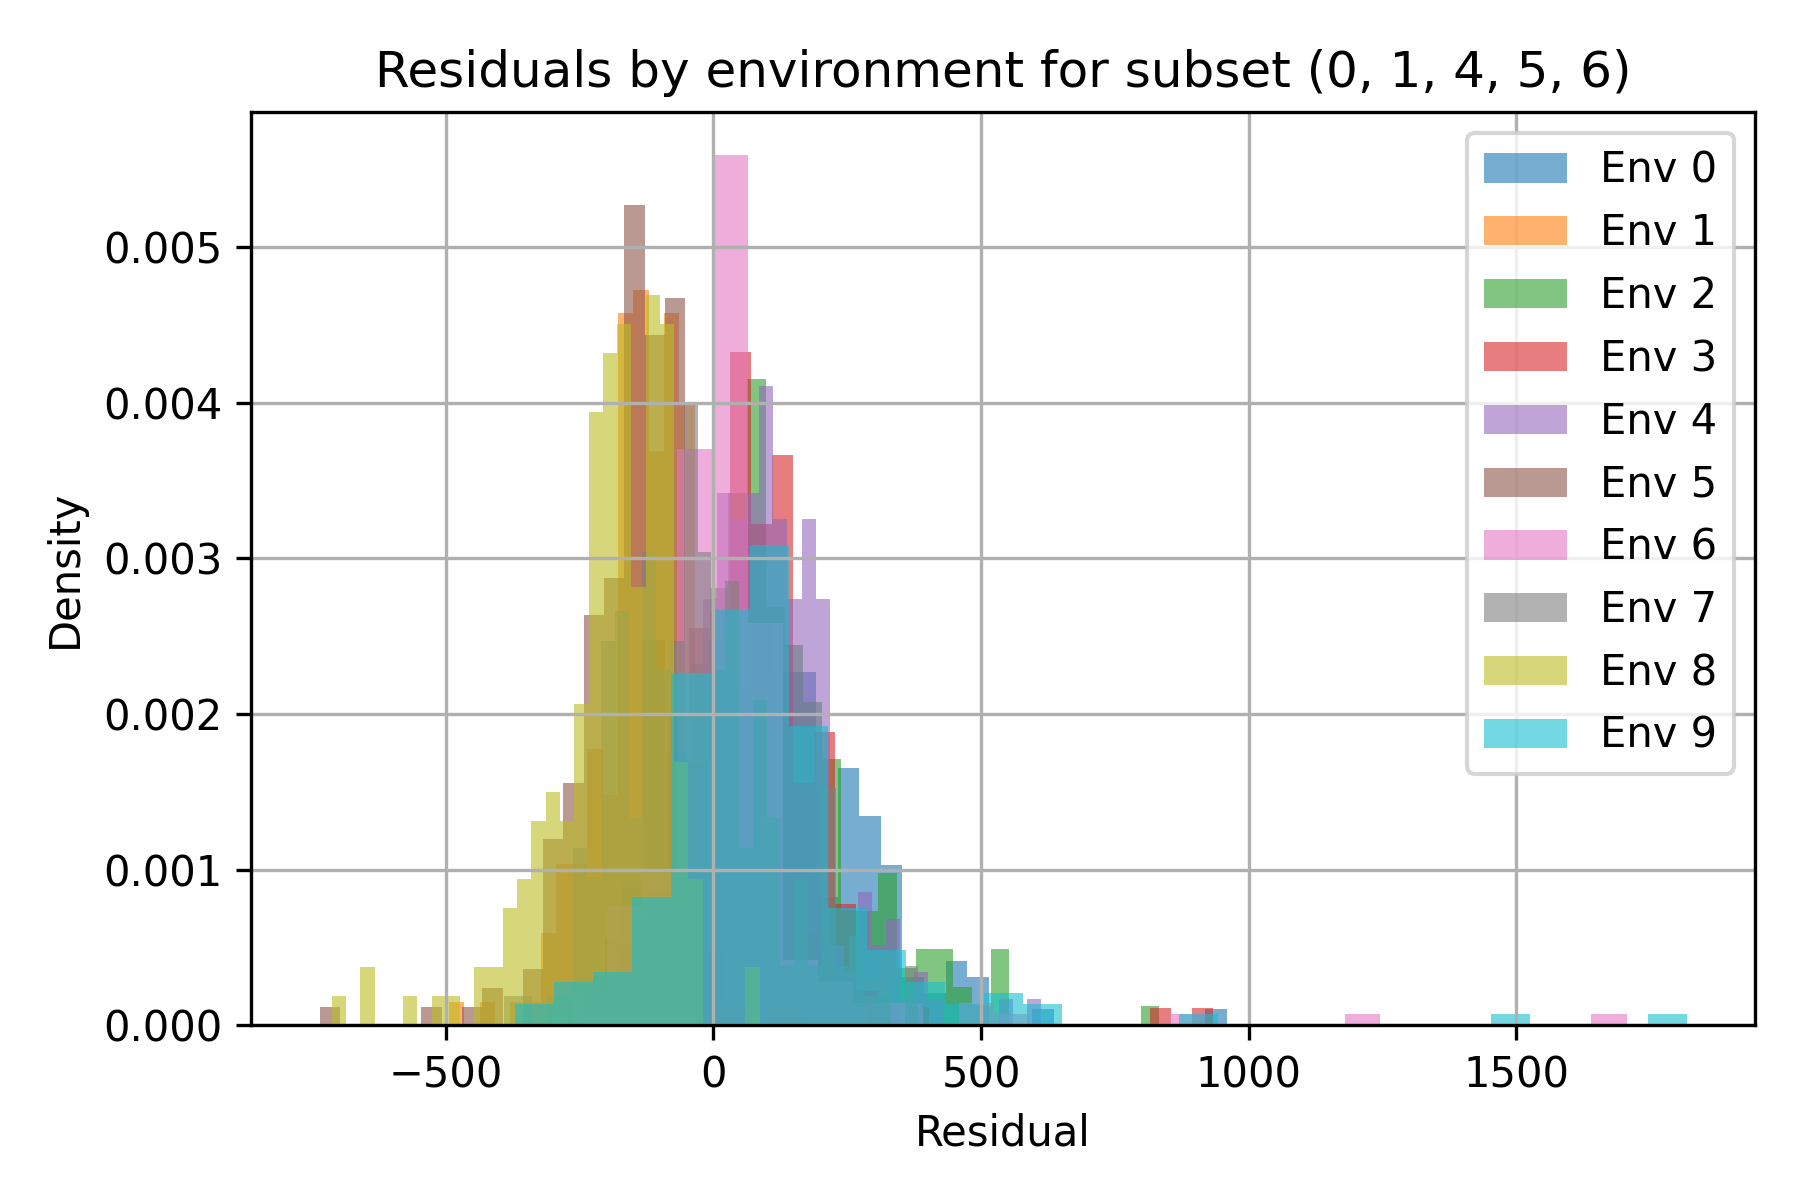 Residuals by environment for subset (0, 1, 4, 5, 6)
Env 0
Env 1
Env 2
Env 3
Env 4
Env 5
Env 6
Env 7
Env 8
Env 9
Density
0.005
0.004
0.003
0.002
0.001
0.000
−500
0
500
1000
1500
Residual